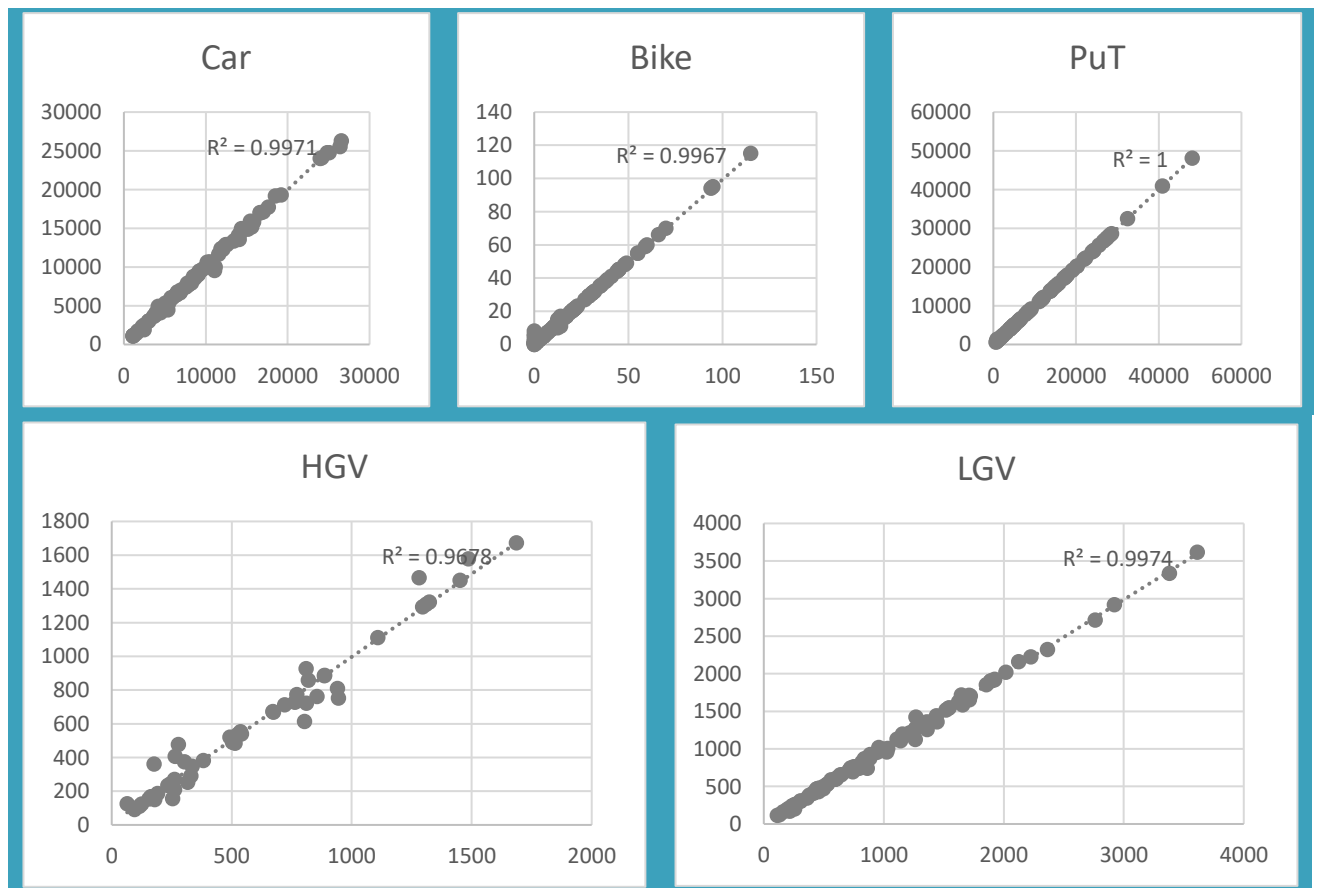 Car
30000
25000
20000
15000
10000
5000
0
R² = 0.9971
0 10000 20000 30000
Bike
140
120
100
80
60
40
20
0
R² = 0.9967
0 50 100 150
PuT
60000
50000
40000
30000
20000
10000
0
R² = 1
0 20000 40000 60000
HGV
1800
1600
1400
1200
1000
800
600
400
200
0
R² = 0.9678
0 500 1000 1500 2000
LGV
4000
3500
3000
2500
2000
1500
1000
500
0
R² = 0.9974
0 1000 2000 3000 4000